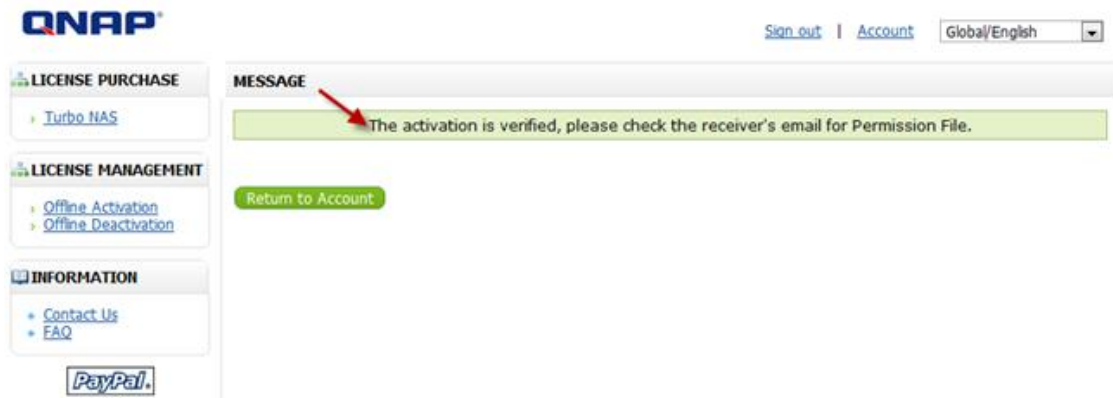 QNAP
Sign out | Account Global/English
LICENSE PURCHASE
Turbo NAS
LICENSE MANAGEMENT
Offline Activation
Offline Deactivation
INFORMATION
Contact Us
FAQ
PayPal.
MESSAGE
The activation is verified, please check the receiver's email for Permission File.
Return to Account